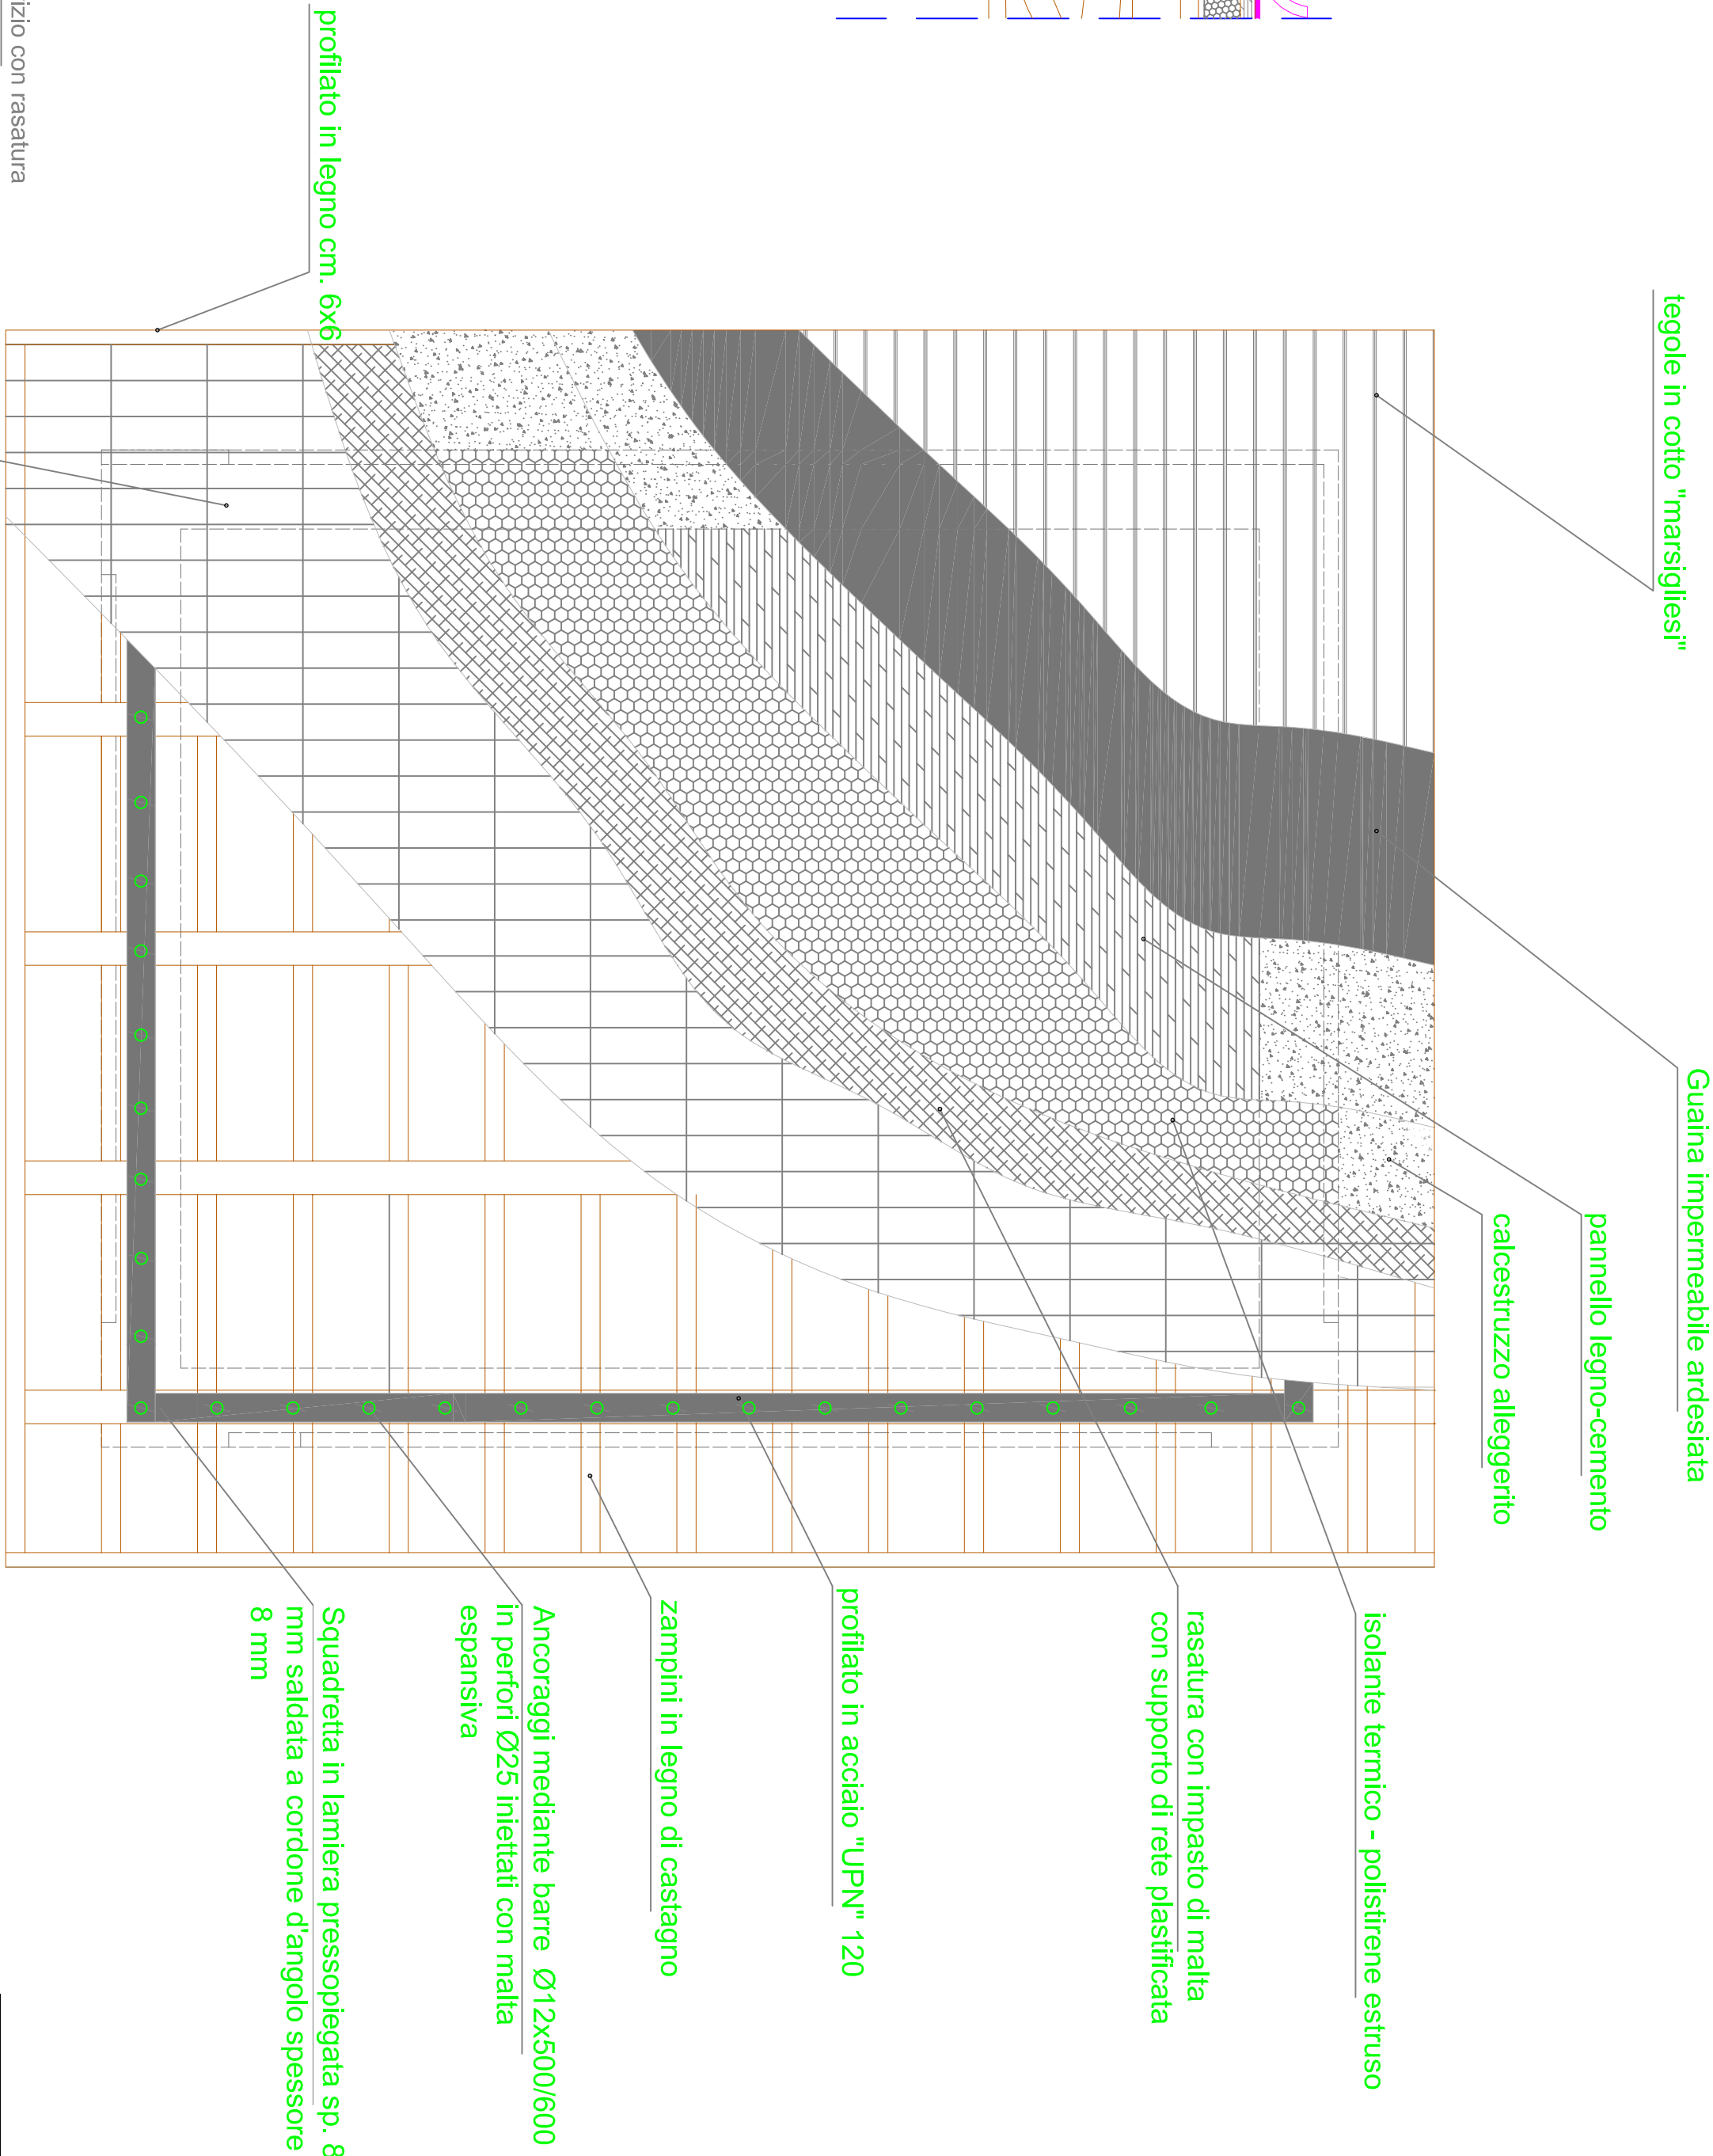 tegole in cotto "marsigliesi"
Guaina impermeabile ardesiata
pannello legno-cemento
calcestruzzo alleggerito
isolante termico - polistirene estruso
rasatura con impasto di malta
con supporto di rete plastificata
profilato in acciaio "UPN" 120
zampini in legno di castagno
Ancoraggi mediante barre Ø12x500/600
in perfori Ø25 iniettati con malta
espansiva
Squadretta in lamiera pressopiegata sp. 8
mm saldata a cordone d'angolo spessore
8 mm
profilato in legno cm. 6x6
izio con rasatura